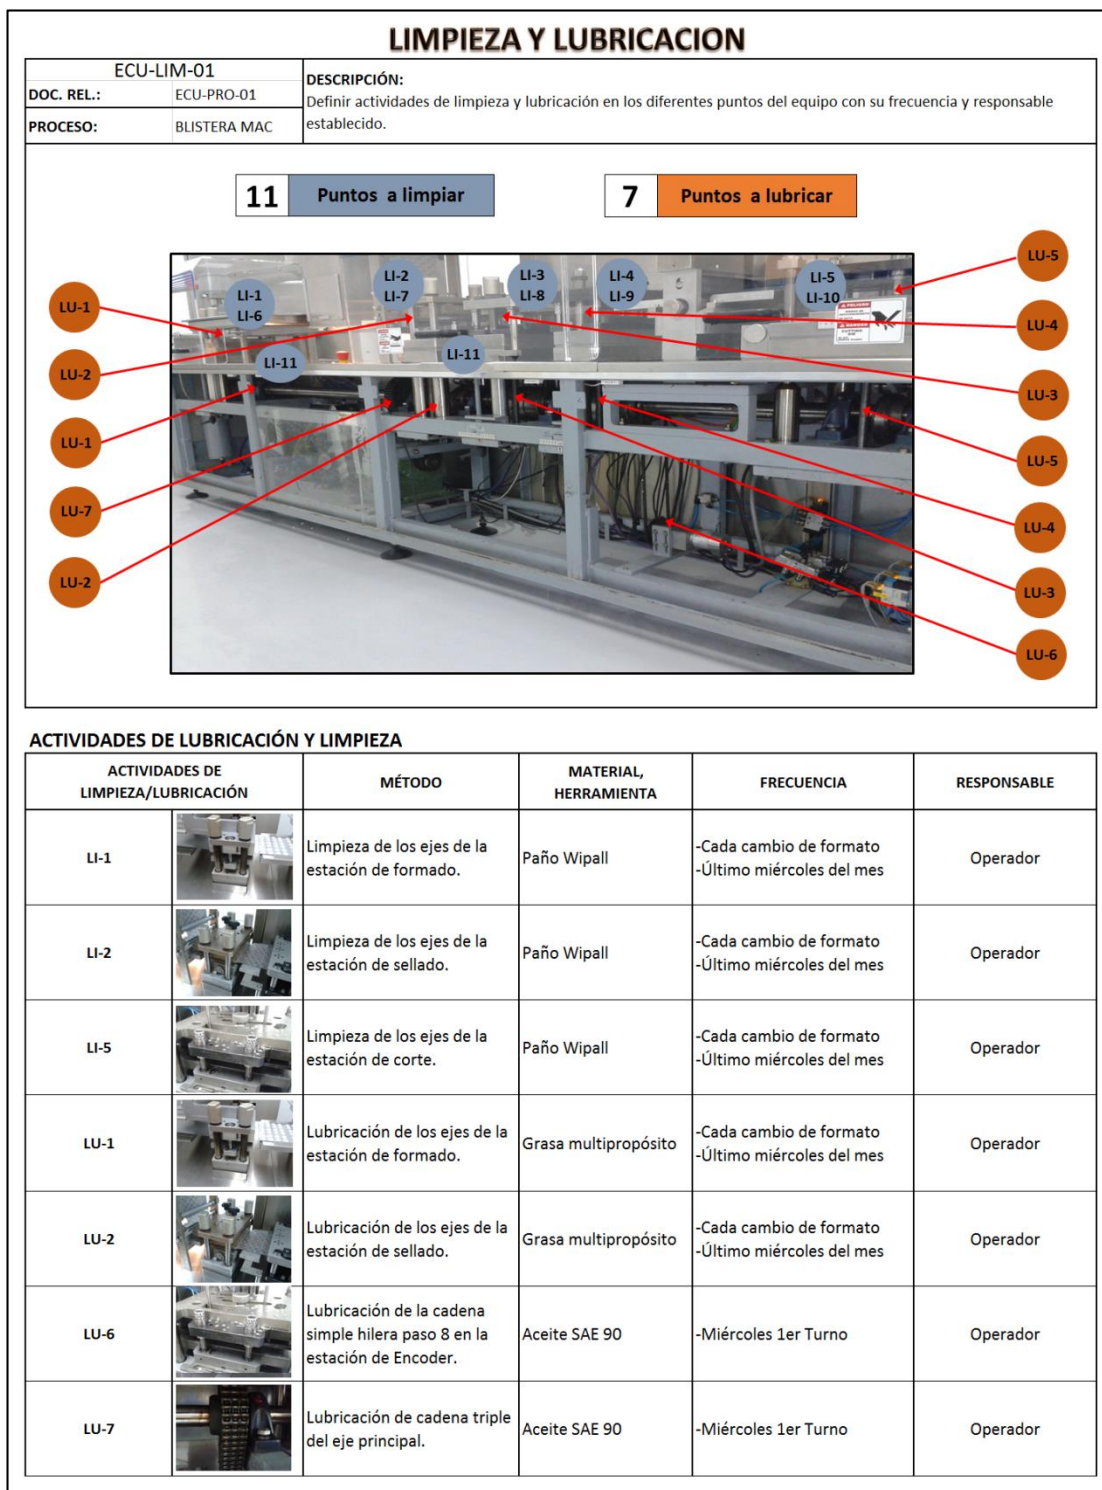 LIMPIEZA Y LUBRICACION
ECU-LIM-01
DOC. REL.: ECU-PRO-01
PROCESO: BLISTERA MAC
DESCRIPCIÓN:
Definir actividades de limpieza y lubricación en los diferentes puntos del equipo con su frecuencia y responsable
establecido.
11 Puntos a limpiar
7 Puntos a lubricar
LU-1
LU-2
LU-1
LU-7
LU-2
LI-1
LI-6
LI-11
LI-2
LI-7
LI-11
LI-3
LI-8
LI-4
LI-9
LI-5
LI-10
PELIGRO
LU-5
LU-4
LU-3
LU-5
LU-4
LU-3
LU-6
ACTIVIDADES DE LUBRICACIÓN Y LIMPIEZA
ACTIVIDADES DE
LIMPIEZA/LUBRICACIÓN
MÉTODO
MATERIAL,
HERRAMIENTA
FRECUENCIA
RESPONSABLE
LI-1
Limpieza de los ejes de la
estación de formado.
Paño Wipall
-Cada cambio de formato
-Último miércoles del mes
Operador
LI-2
Limpieza de los ejes de la
estación de sellado.
Paño Wipall
-Cada cambio de formato
-Último miércoles del mes
Operador
LI-5
Limpieza de los ejes de la
estación de corte.
Paño Wipall
-Cada cambio de formato
-Último miércoles del mes
Operador
LU-1
Lubricación de los ejes de la
estación de formado.
Grasa multipropósito
-Cada cambio de formato
-Último miércoles del mes
Operador
LU-2
Lubricación de los ejes de la
estación de sellado.
Grasa multipropósito
-Cada cambio de formato
-Último miércoles del mes
Operador
LU-6
Lubricación de la cadena
simple hilera paso 8 en la
estación de Encoder.
Aceite SAE 90
-Miércoles 1er Turno
Operador
LU-7
Lubricación de cadena triple
del eje principal.
Aceite SAE 90
-Miércoles 1er Turno
Operador